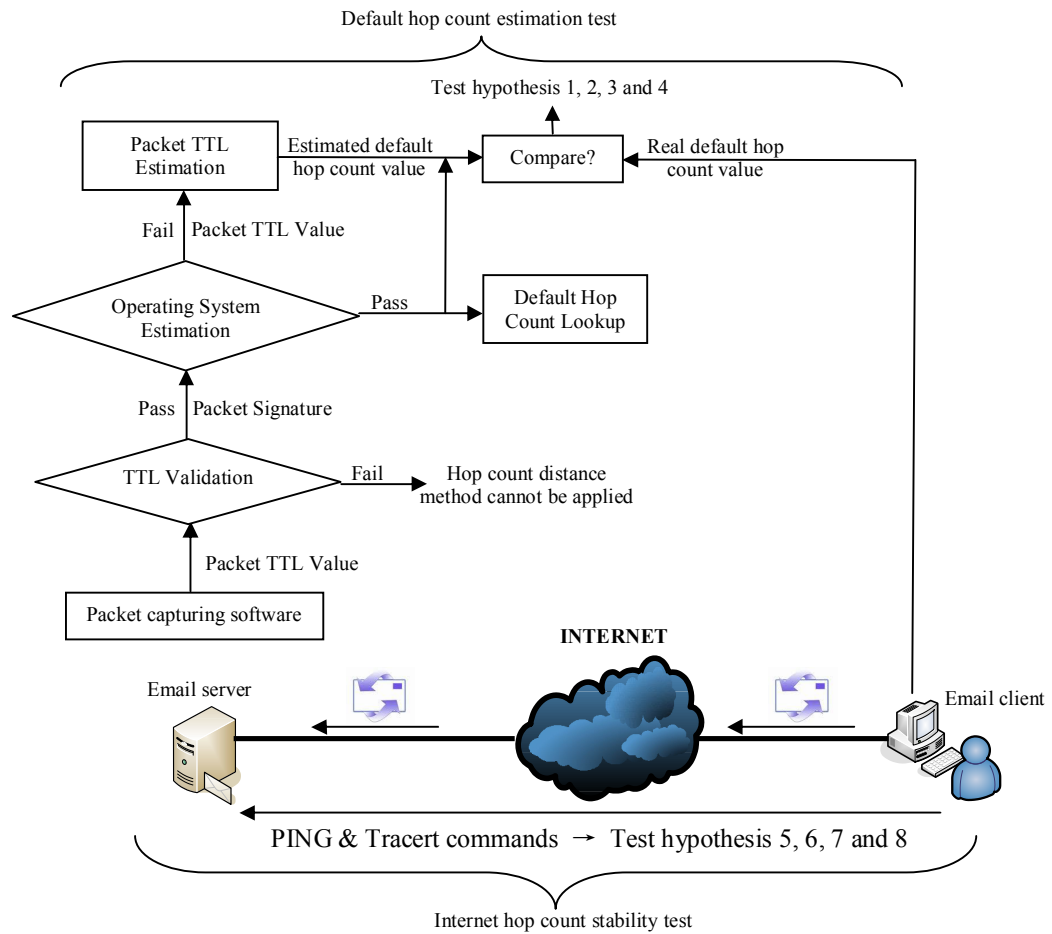 Default hop count estimation test
Test hypothesis 1, 2, 3 and 4
Packet TTL
Estimation
Estimated default
hop count value
Compare?
Real default hop
count value
Fail
Packet TTL Value
Operating System
Estimation
Pass
Default Hop
Count Lookup
Pass
Packet Signature
TTL Validation
Fail
Hop count distance
method cannot be applied
Packet TTL Value
Packet capturing software
INTERNET
Email server
Email client
PING & Tracert commands → Test hypothesis 5, 6, 7 and 8
Internet hop count stability test